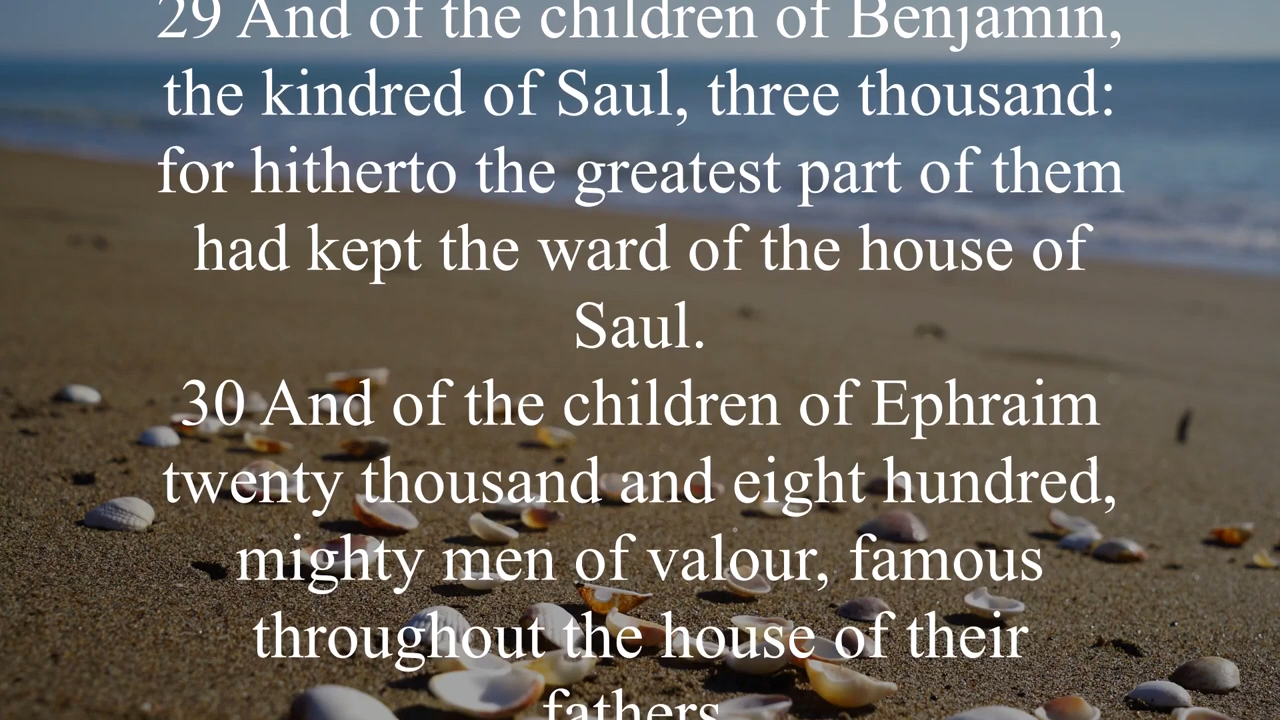 29 And of the children of Benjamin,
the kindred of Saul, three thousand:
for hitherto the greatest part of them
had kept the ward of the house of
Saul.
30 And of the children of Ephraim
twenty thousand and eight hundred,
mighty men of valour, famous
throughout the house of their
fathers